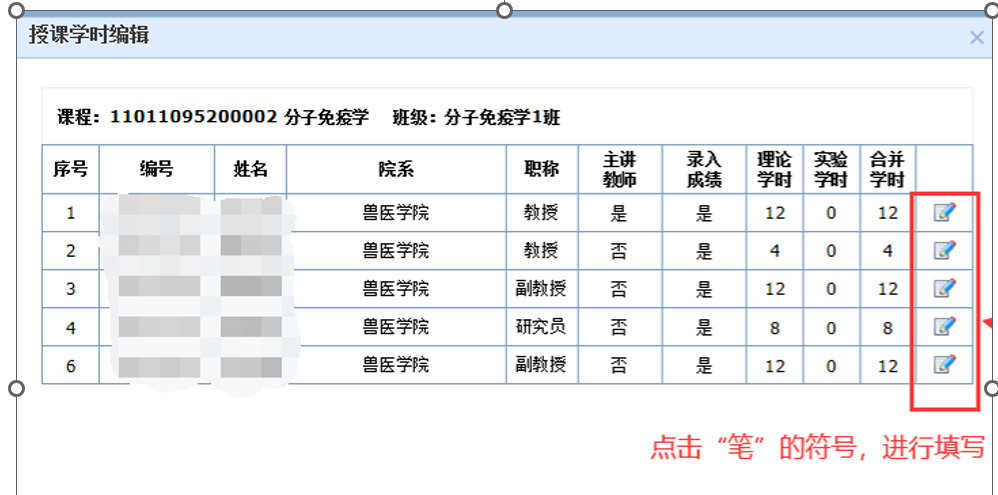 授课学时编辑
课程：11011095200002 分子免疫学 班级：分子免疫学1班
序号 编号 姓名 院系 职称 主讲教师 录入成绩 理论学时 实验学时 合并学时
1 兽医学院 教授 是 是 12 0 12
2 兽医学院 教授 否 是 4 0 4
3 兽医学院 副教授 否 是 12 0 12
4 兽医学院 研究员 否 是 8 0 8
6 兽医学院 副教授 否 是 12 0 12
点击“笔”的符号，进行填写